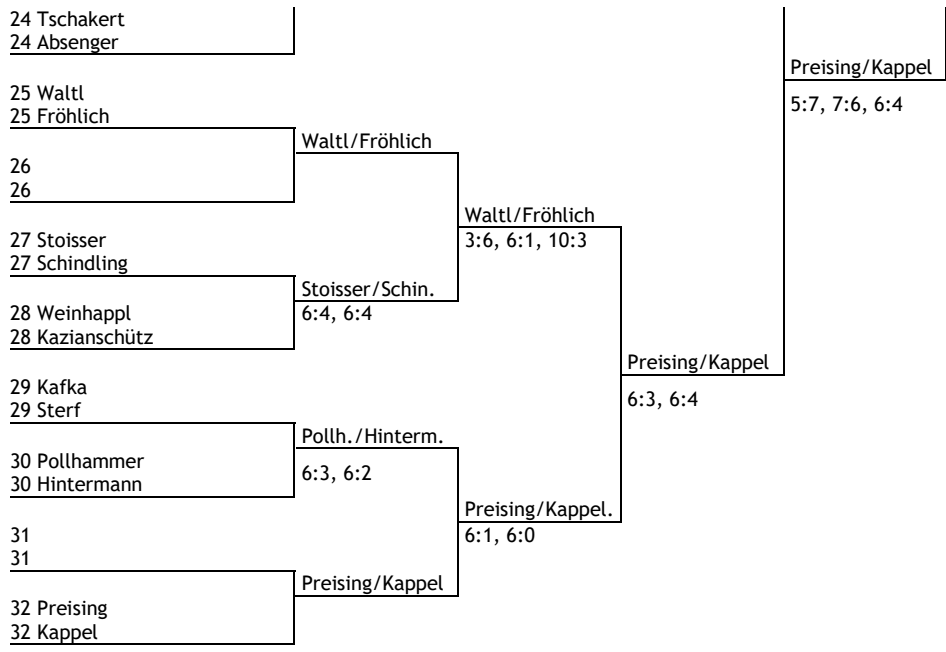 24 Tschakert
24 Absenger
Preising/Kappel
5:7, 7:6, 6:4
25 Waltl
25 Fröhlich
Waltl/Fröhlich
26
26
Waltl/Fröhlich
3:6, 6:1, 10:3
27 Stoisser
27 Schindling
Stoisser/Schin.
6:4, 6:4
28 Weinhappl
28 Kazianschütz
Preising/Kappel
6:3, 6:4
29 Kafka
29 Sterf
Pollh./Hinterm.
6:3, 6:2
30 Pollhammer
30 Hintermann
Preising/Kappel.
6:1, 6:0
31
31
Preising/Kappel
32 Preising
32 Kappel